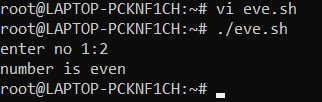 root@LAPTOP-PCKNF1CH:~# vi eve.sh
root@LAPTOP-PCKNF1CH:~# ./eve.sh
enter no 1:2
number is even
root@LAPTOP-PCKNF1CH:~#